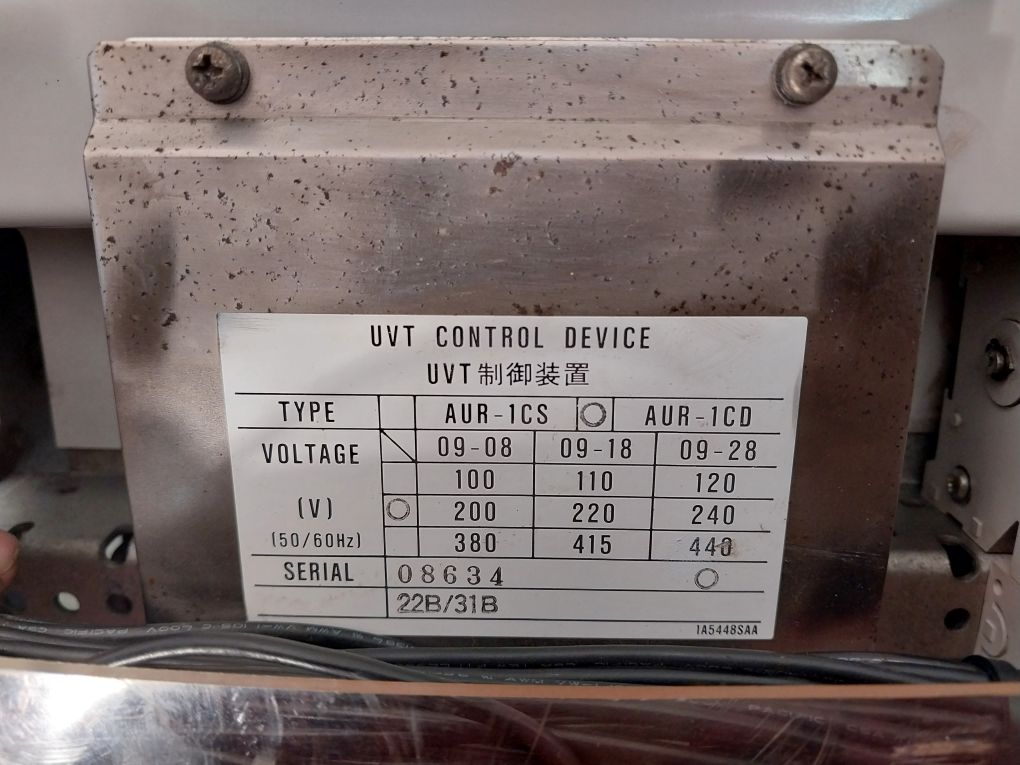 UVT CONTROL DEVICE
UVT制御装置
TYPE AUR-1CS ○ AUR-1CD
VOLTAGE 09-08 09-18 09-28
100 110 120
(V) ○ 200 220 240
(50/60Hz) 380 415 440
SERIAL 08634 ○
22B/31B
1A5448SAA